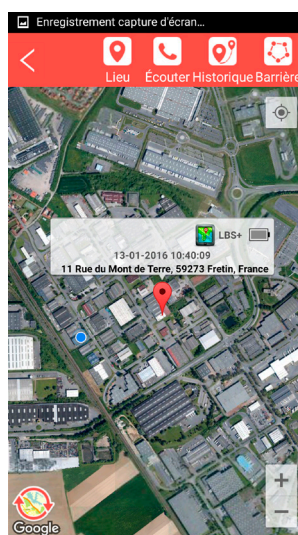 Enregistrement capture d'écran...
Lieu Écouter Historique Barrière
LBS+
13-01-2016 10:40:09
11 Rue du Mont de Terre, 59273 Fretin, France
+
−
Google